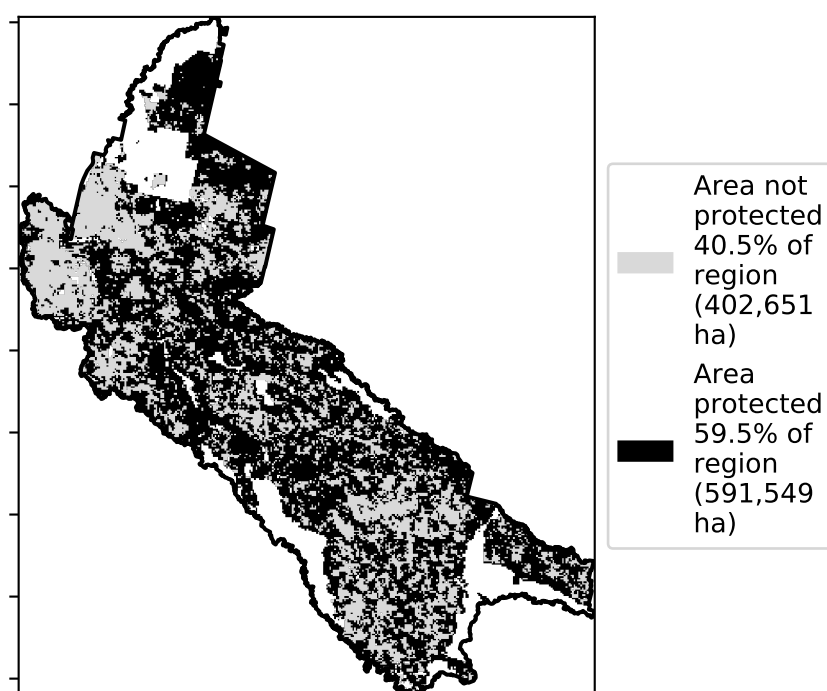 Area not
protected
40.5% of
region
(402,651
ha)
Area
protected
59.5% of
region
(591,549
ha)